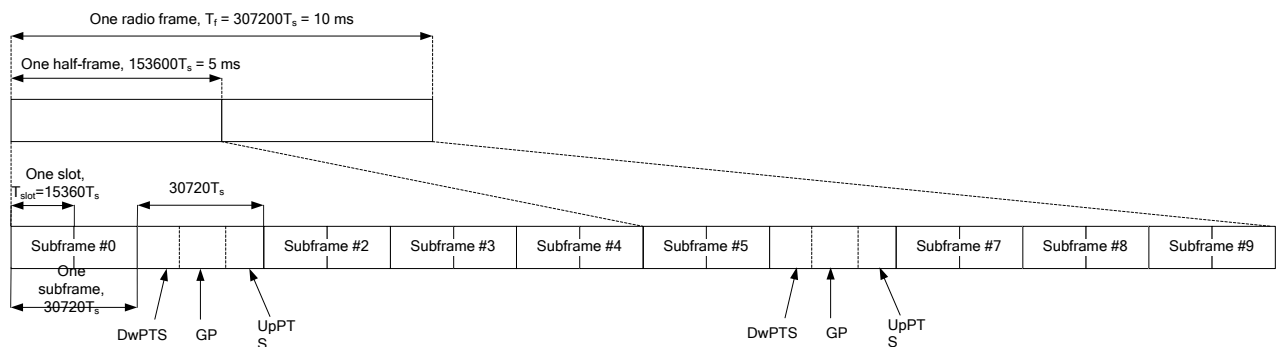 One radio frame, Tf = 307200Ts = 10 ms
One half-frame, 153600Ts = 5 ms
One slot,
Tslot=15360Ts
30720Ts
Subframe #0
Subframe #2
Subframe #3
Subframe #4
Subframe #5
Subframe #7
Subframe #8
Subframe #9
One
subframe,
30720Ts
DwPTS
GP
UpPT
S
DwPTS
GP
UpPT
S